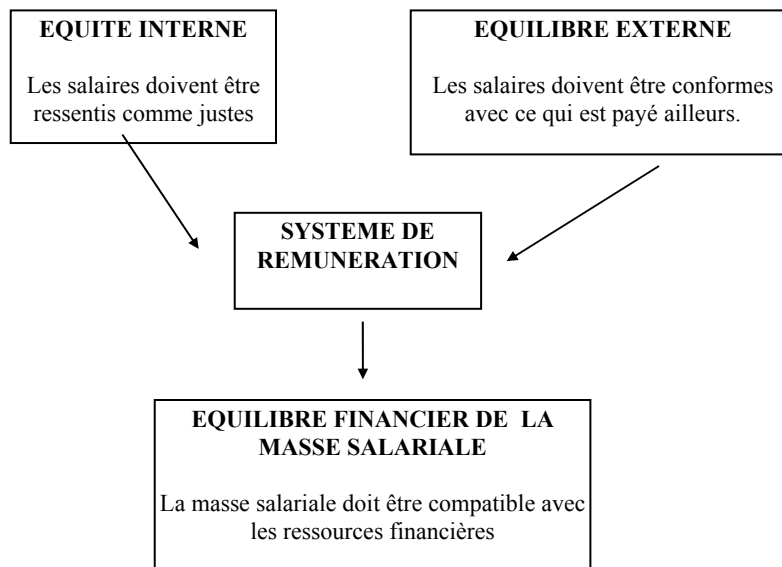 EQUITE INTERNE
Les salaires doivent être
ressentis comme justes
EQUILIBRE EXTERNE
Les salaires doivent être conformes
avec ce qui est payé ailleurs.
SYSTEME DE
REMUNERATION
EQUILIBRE FINANCIER DE LA
MASSE SALARIALE
La masse salariale doit être compatible avec
les ressources financières